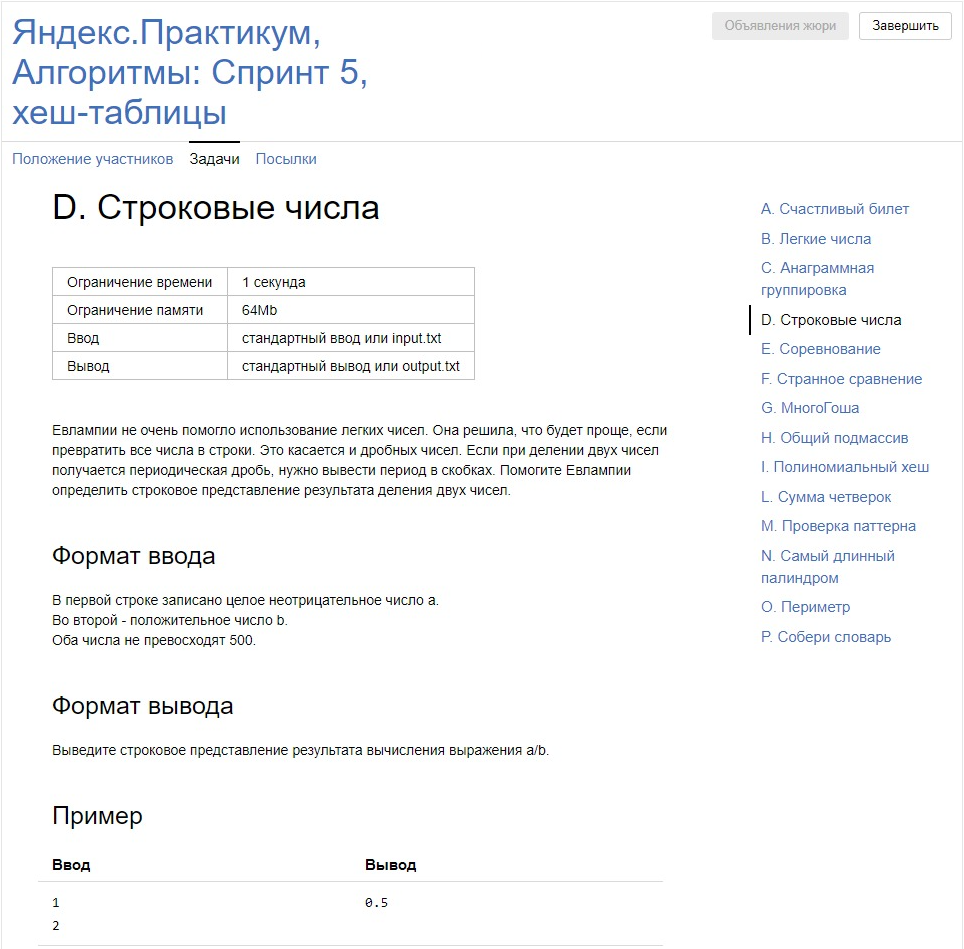 Яндекс.Практикум,
Алгоритмы: Спринт 5,
хеш-таблицы
Объявления жюри
Завершить
Положение участников Задачи Посылки
D. Строковые числа
Ограничение времени 1 секунда
Ограничение памяти 64Mb
Ввод стандартный ввод или input.txt
Вывод стандартный вывод или output.txt
Евлампии не очень помогло использование легких чисел. Она решила, что будет проще, если
превратить все числа в строки. Это касается и дробных чисел. Если при делении двух чисел
получается периодическая дробь, нужно вывести период в скобках. Помогите Евлампии
определить строковое представление результата деления двух чисел.
Формат ввода
В первой строке записано целое неотрицательное число a.
Во второй - положительное число b.
Оба числа не превосходят 500.
Формат вывода
Выведите строковое представление результата вычисления выражения a/b.
Пример
Ввод Вывод
1 0.5
2
A. Счастливый билет
B. Легкие числа
C. Анаграммная
группировка
D. Строковые числа
E. Соревнование
F. Странное сравнение
G. МногоГоша
H. Общий подмассив
I. Полиномиальный хеш
L. Сумма четверок
M. Проверка паттерна
N. Самый длинный
палиндром
O. Периметр
P. Собери словарь